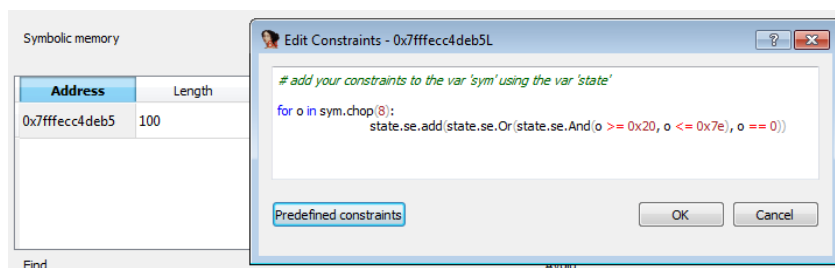 Symbolic memory
Edit Constraints - 0x7fffecc4deb5L
# add your constraints to the var 'sym' using the var 'state'
Address Length
for o in sym.chop(8):
0x7fffecc4deb5 100
state.se.add(state.se.Or(state.se.And(o >= 0x20, o <= 0x7e), o == 0))
Predefined constraints OK Cancel
Find Avoid